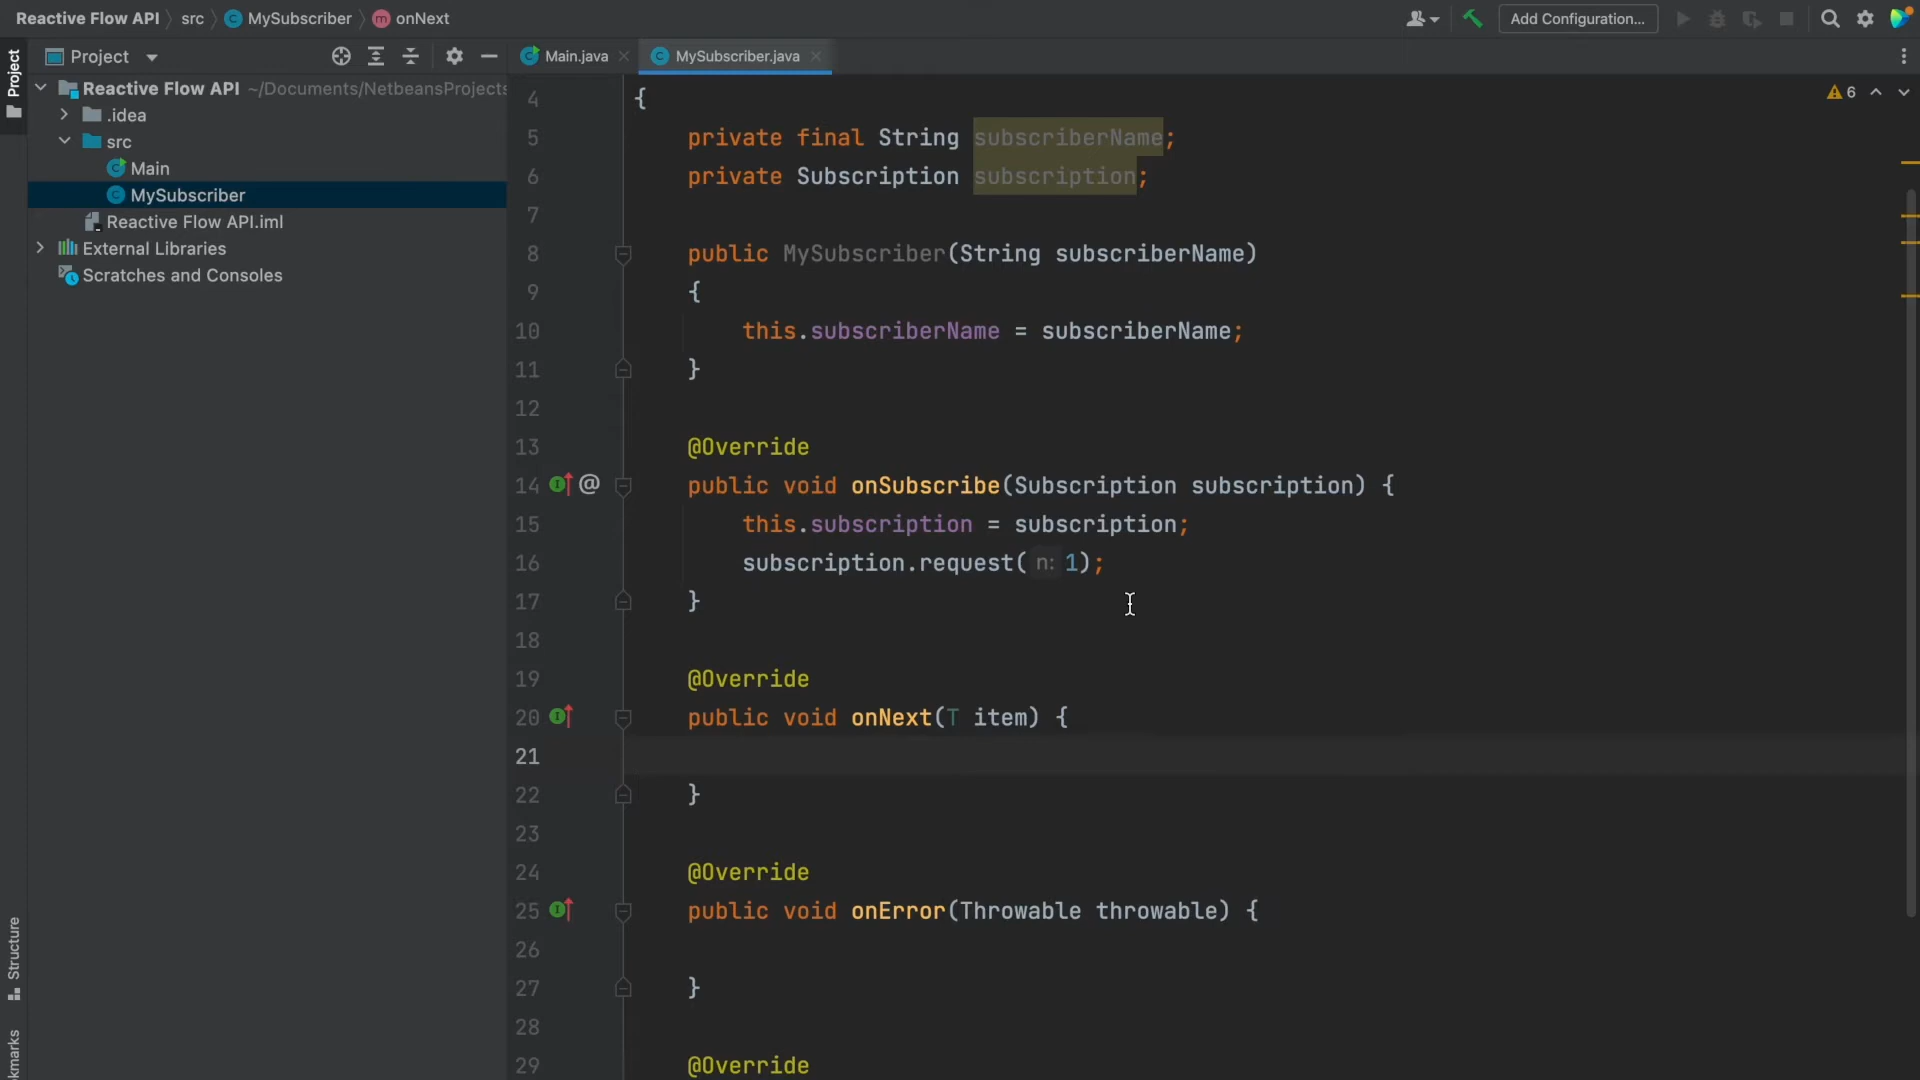 Reactive Flow API src MySubscriber onNext Add Configuration...
Project Main.java MySubscriber.java
Project
Reactive Flow API ~/Documents/NetbeansProjects
.idea
src
Main
MySubscriber
Reactive Flow API.iml
External Libraries
Scratches and Consoles
Structure
kmarks
6
4 {
5 private final String subscriberName;
6 private Subscription subscription;
7
8 public MySubscriber(String subscriberName)
9 {
10 this.subscriberName = subscriberName;
11 }
12
13 @Override
14 @ public void onSubscribe(Subscription subscription) {
15 this.subscription = subscription;
16 subscription.request( n: 1);
17 }
18
19 @Override
20 public void onNext(T item) {
21
22 }
23
24 @Override
25 public void onError(Throwable throwable) {
26
27 }
28
29 @Override